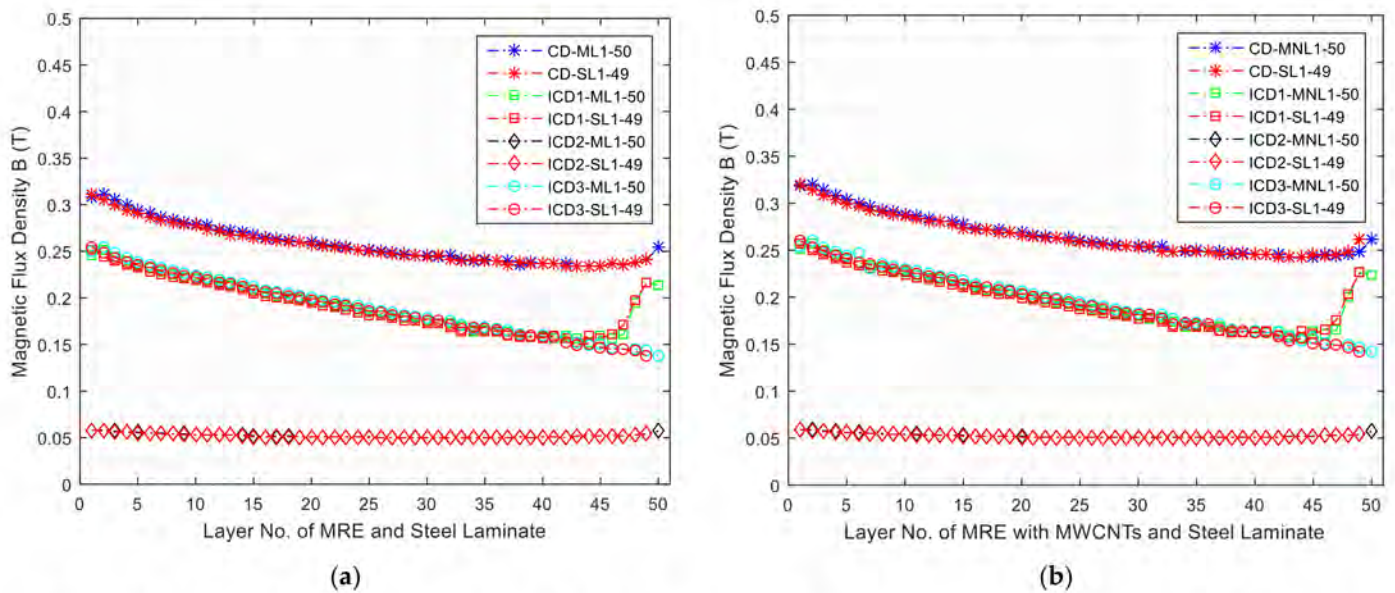 0.5
0.45
0.4
0.35
0.3
0.25
0.2
0.15
0.1
0.05
0
Magnetic Flux Density B (T)
CD-ML1-50
CD-SL1-49
ICD1-ML1-50
ICD1-SL1-49
ICD2-ML1-50
ICD2-SL1-49
ICD3-ML1-50
ICD3-SL1-49
0 5 10 15 20 25 30 35 40 45 50
Layer No. of MRE and Steel Laminate
(a)
0.5
0.45
0.4
0.35
0.3
0.25
0.2
0.15
0.1
0.05
0
Magnetic Flux Density B (T)
CD-MNL1-50
CD-SL1-49
ICD1-MNL1-50
ICD1-SL1-49
ICD2-MNL1-50
ICD2-SL1-49
ICD3-MNL1-50
ICD3-SL1-49
0 5 10 15 20 25 30 35 40 45 50
Layer No. of MRE with MWCNTs and Steel Laminate
(b)